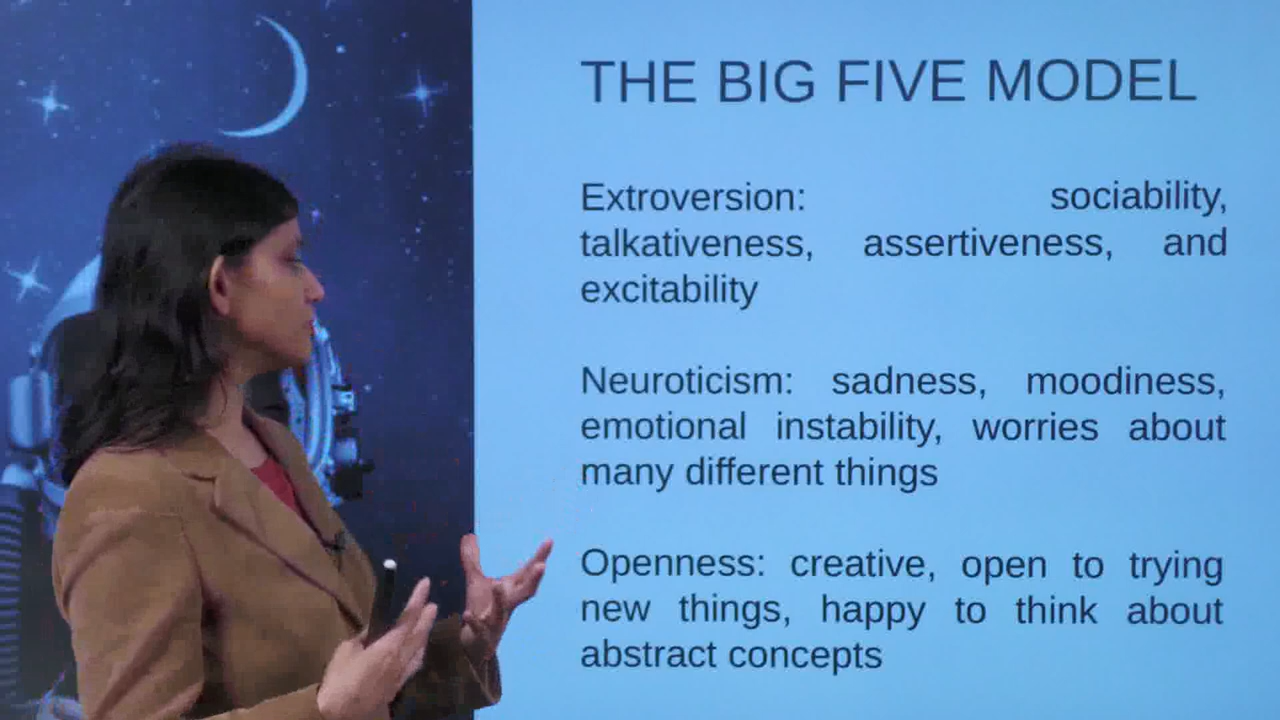 THE BIG FIVE MODEL
Extroversion: sociability,
talkativeness, assertiveness, and
excitability
Neuroticism: sadness, moodiness,
emotional instability, worries about
many different things
Openness: creative, open to trying
new things, happy to think about
abstract concepts